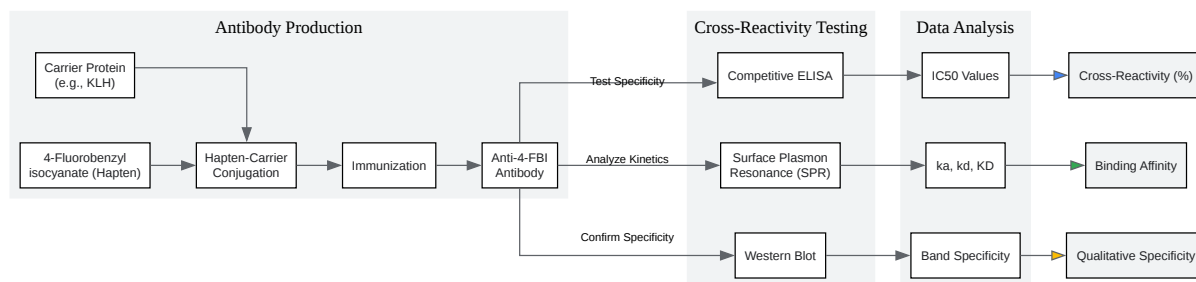 Antibody Production
Cross-Reactivity Testing
Data Analysis
Carrier Protein
(e.g., KLH)
Test Specificity
Competitive ELISA
IC50 Values
Cross-Reactivity (%)
4-Fluorobenzyl
isocyanate (Hapten)
Hapten-Carrier
Conjugation
Immunization
Anti-4-FBI
Antibody
Analyze Kinetics
Surface Plasmon
Resonance (SPR)
ka, kd, KD
Binding Affinity
Confirm Specificity
Western Blot
Band Specificity
Qualitative Specificity